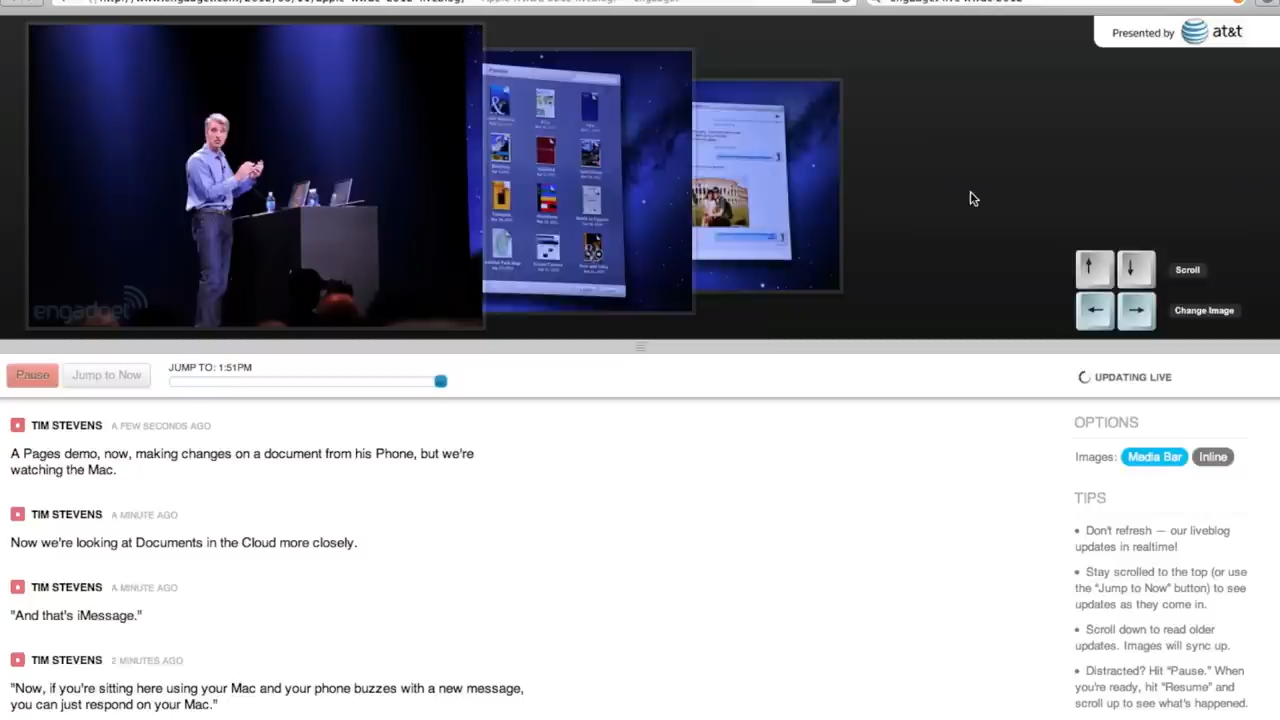 Presented by at&t
engadget
Scroll
Change Image
Pause
Jump to Now
JUMP TO: 1:51PM
UPDATING LIVE
TIM STEVENS A FEW SECONDS AGO
A Pages demo, now, making changes on a document from his Phone, but we're
watching the Mac.
TIM STEVENS A MINUTE AGO
Now we're looking at Documents in the Cloud more closely.
TIM STEVENS A MINUTE AGO
"And that's iMessage."
TIM STEVENS 2 MINUTES AGO
"Now, if you're sitting here using your Mac and your phone buzzes with a new message,
you can just respond on your Mac."
OPTIONS
Images: Media Bar Inline
TIPS
• Don't refresh — our liveblog
updates in realtime!
• Stay scrolled to the top (or use
the "Jump to Now" button) to see
updates as they come in.
• Scroll down to read older
updates. Images will sync up.
• Distracted? Hit "Pause." When
you're ready, hit "Resume" and
scroll up to see what's happened.